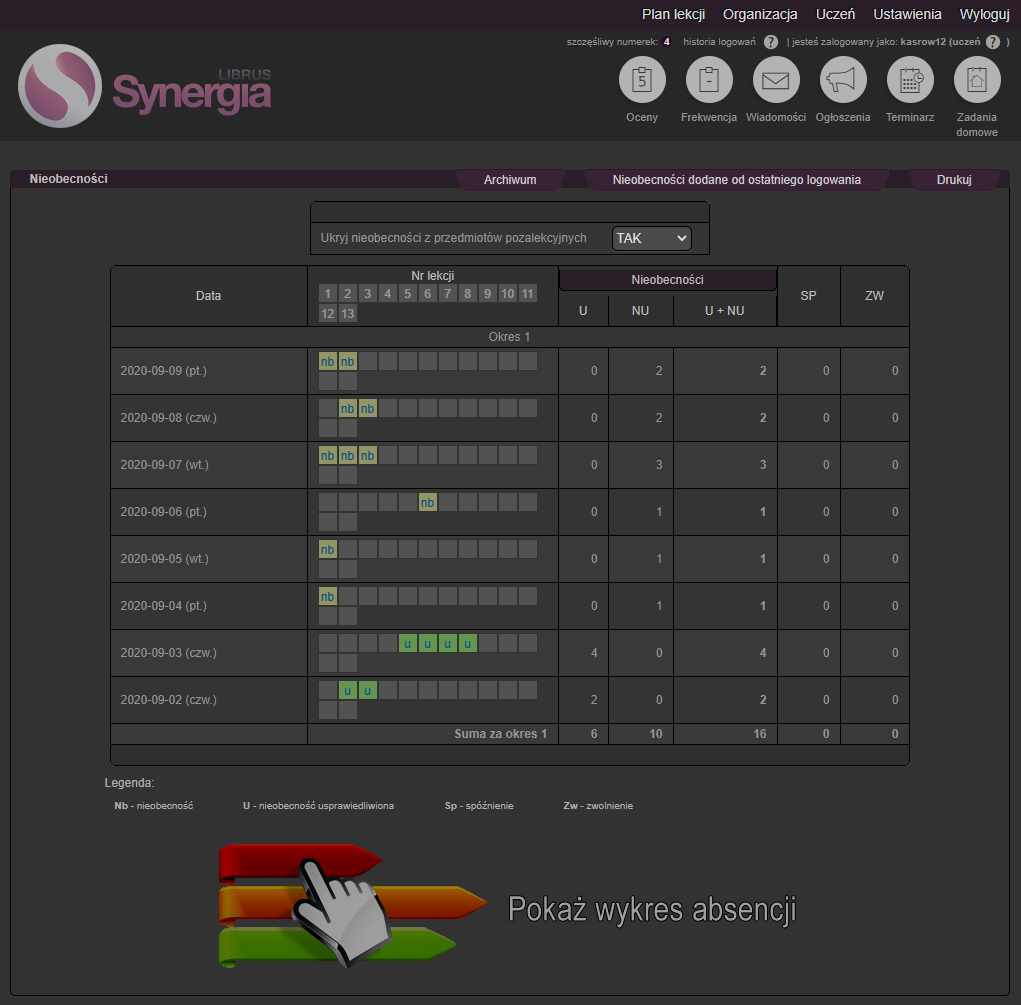 Plan lekcji Organizacja Uczeń Ustawienia Wyloguj
szczęśliwy numerek: 4 historia logowań ? | jesteś zalogowany jako: kasrow12 (uczeń ? )
LIBRUS
Synergia
5 -
Oceny Frekwencja Wiadomości Ogłoszenia Terminarz Zadania
domowe
Nieobecności Archiwum Nieobecności dodane od ostatniego logowania Drukuj
Ukryj nieobecności z przedmiotów pozalekcyjnych TAK
Nr lekcji Nieobecności
Data 1 2 3 4 5 6 7 8 9 10 11 SP ZW
12 13 U NU U + NU
Okres 1
2020-09-09 (pt.) nb nb 0 2 2 0 0
2020-09-08 (czw.) nb nb 0 2 2 0 0
2020-09-07 (wt.) nb nb nb 0 3 3 0 0
2020-09-06 (pt.) nb 0 1 1 0 0
2020-09-05 (wt.) nb 0 1 1 0 0
2020-09-04 (pt.) nb 0 1 1 0 0
2020-09-03 (czw.) u u u u 4 0 4 0 0
2020-09-02 (czw.) u u 2 0 2 0 0
Suma za okres 1 6 10 16 0 0
Legenda:
Nb - nieobecność U - nieobecność usprawiedliwiona Sp - spóźnienie Zw - zwolnienie
Pokaż wykres absencji